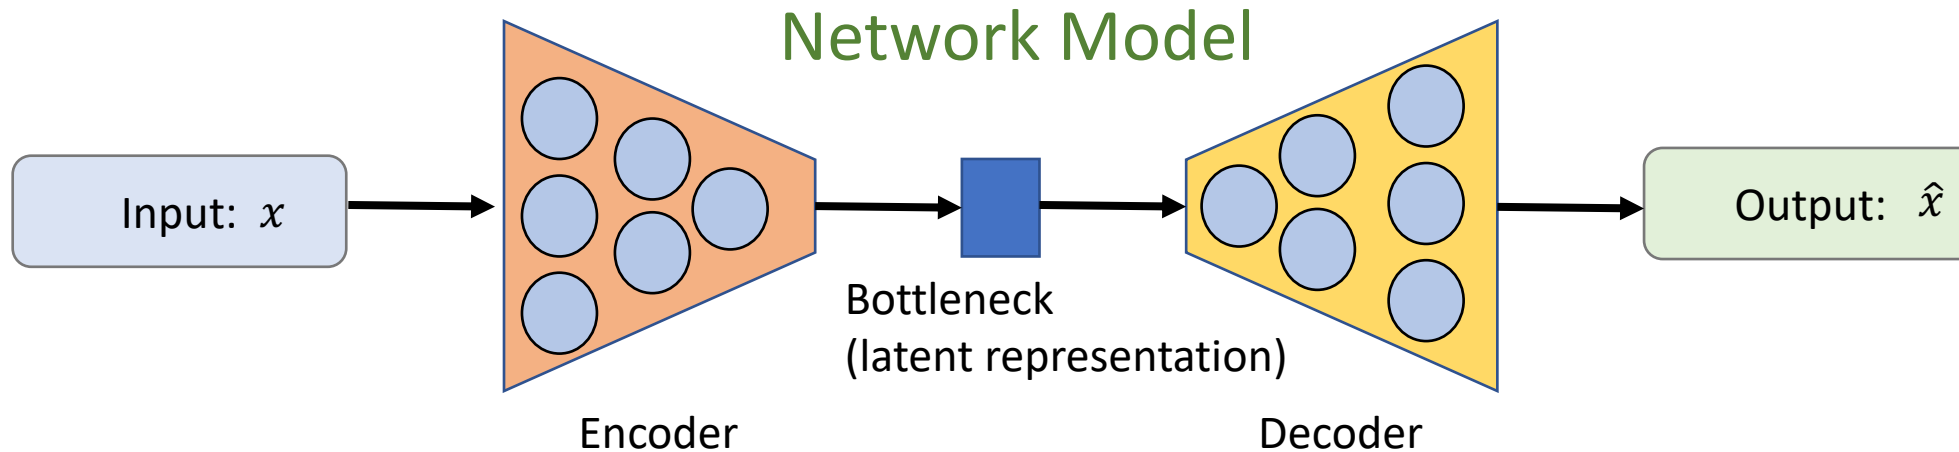 Network Model
Input: x
Output: x̂
Bottleneck
(latent representation)
Encoder
Decoder